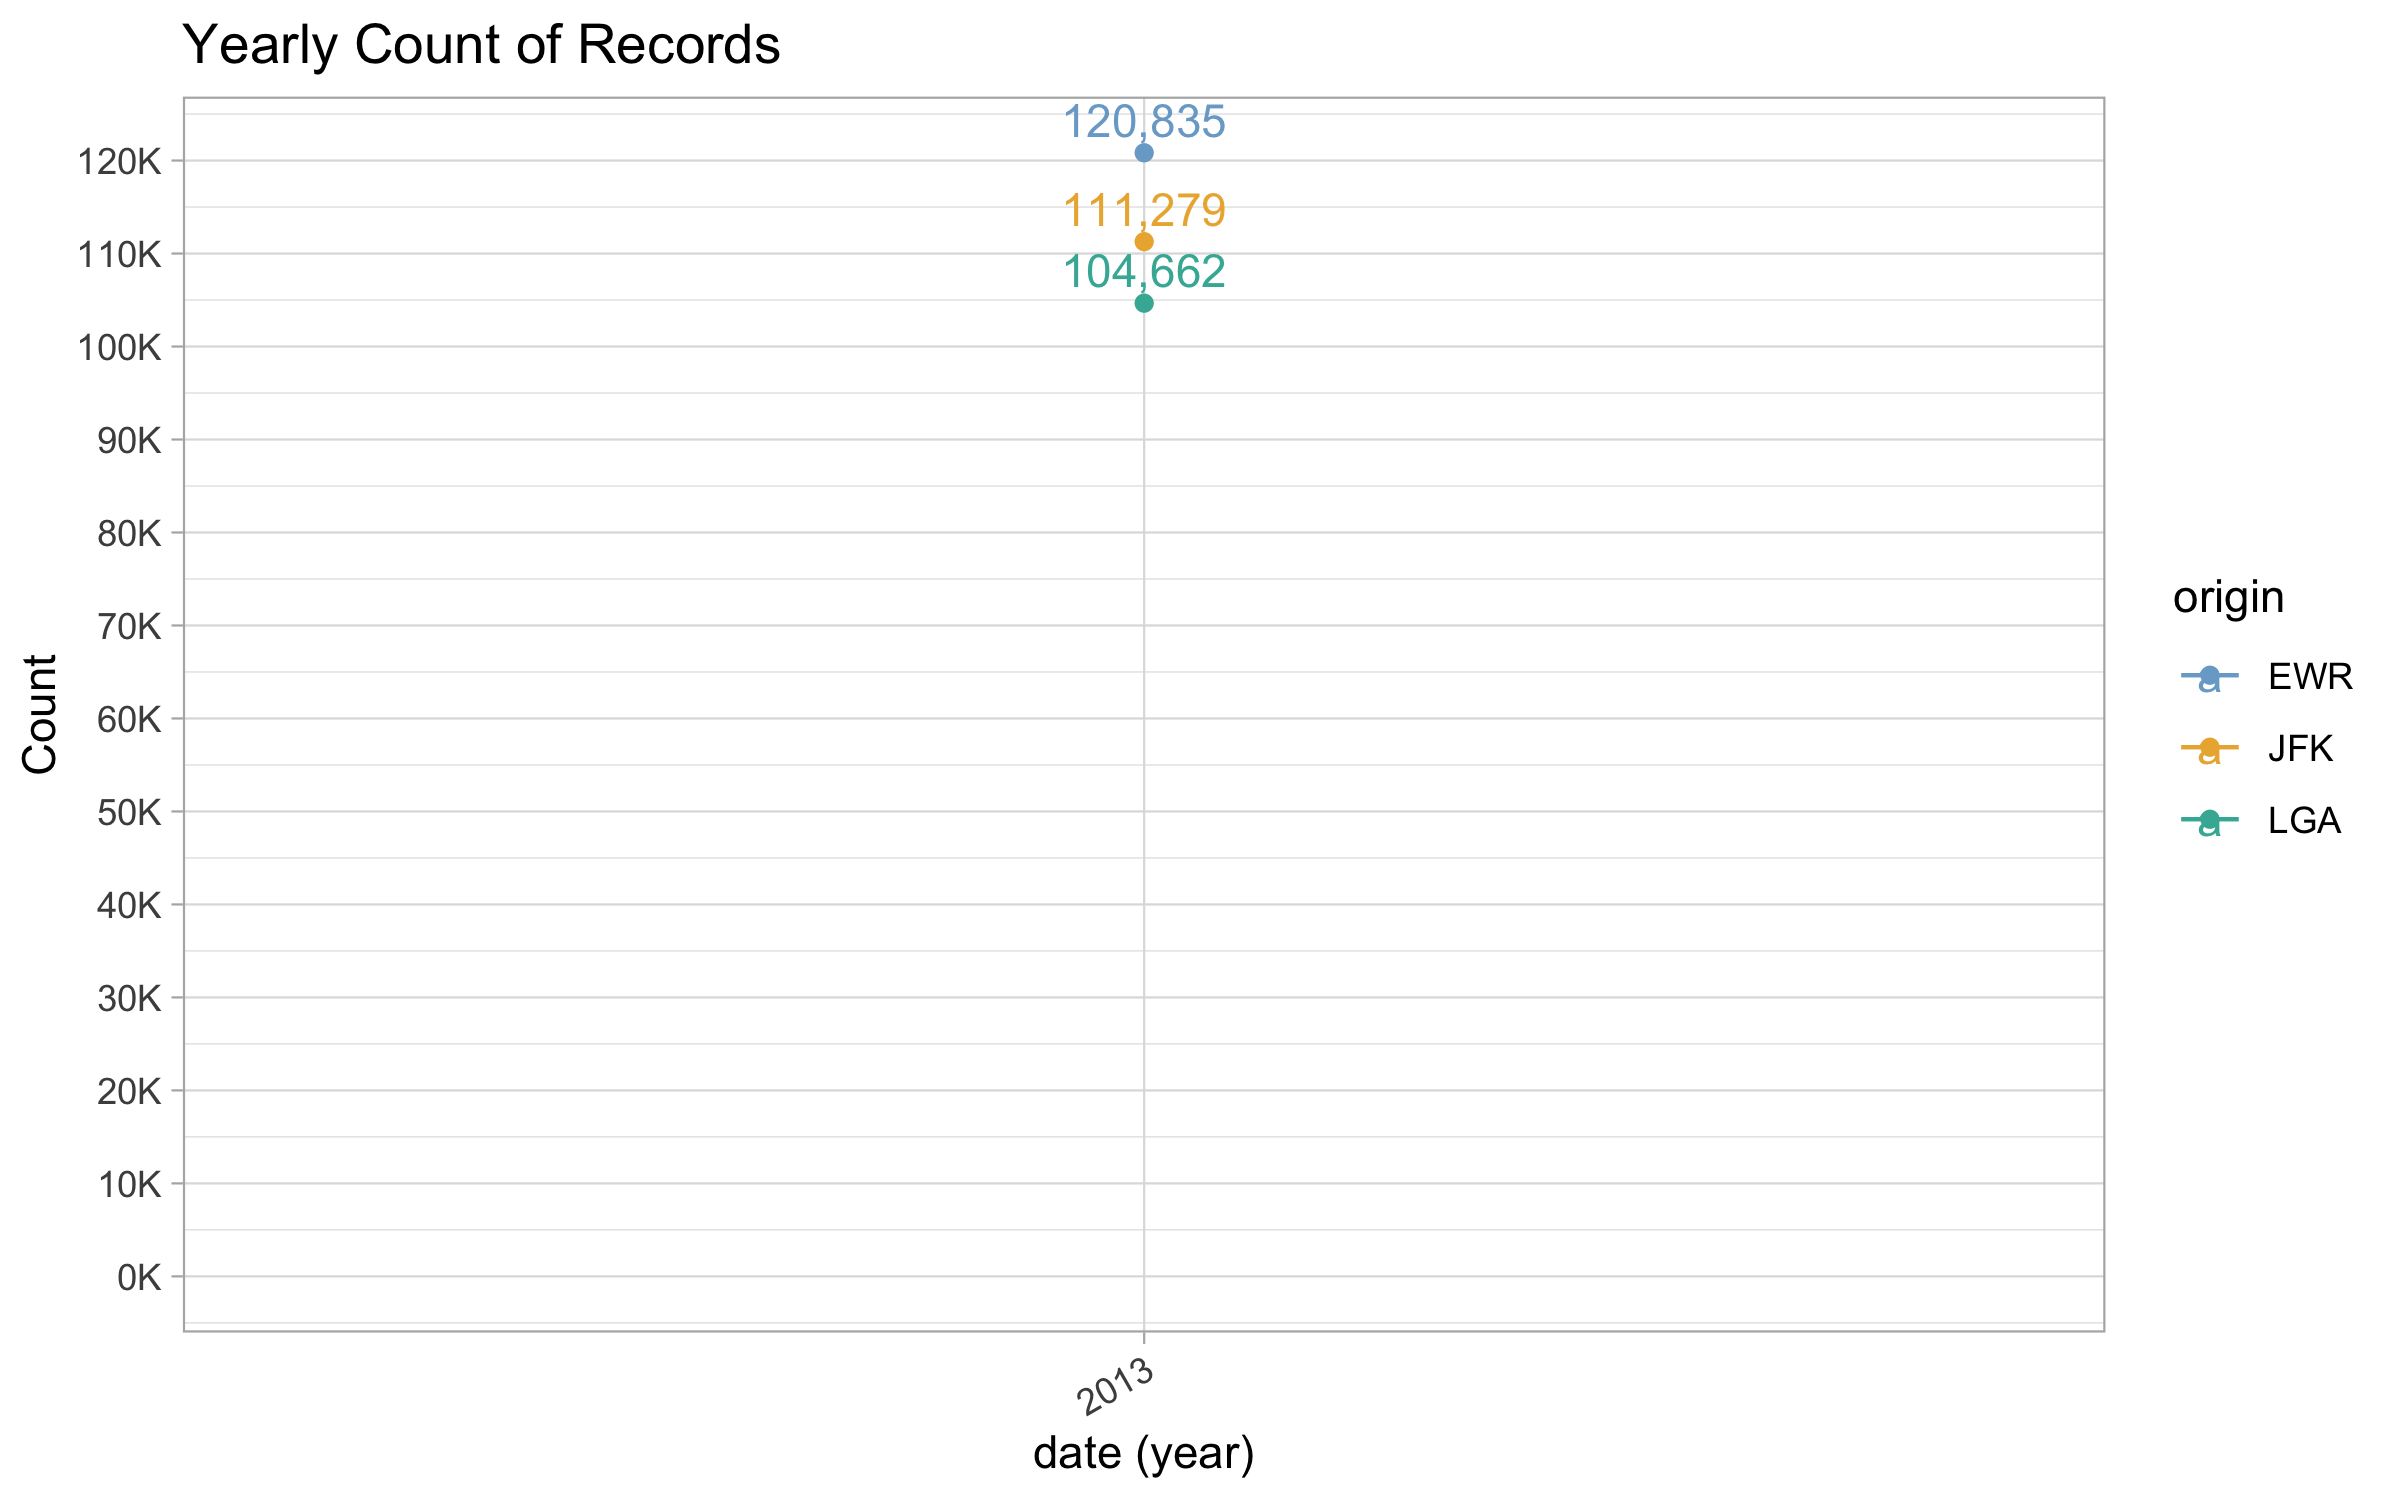 Yearly Count of Records
120,835
111,279
104,662
120K
110K
100K
90K
80K
70K
60K
50K
40K
30K
20K
10K
0K
Count
2013
date (year)
origin
a EWR
a JFK
a LGA